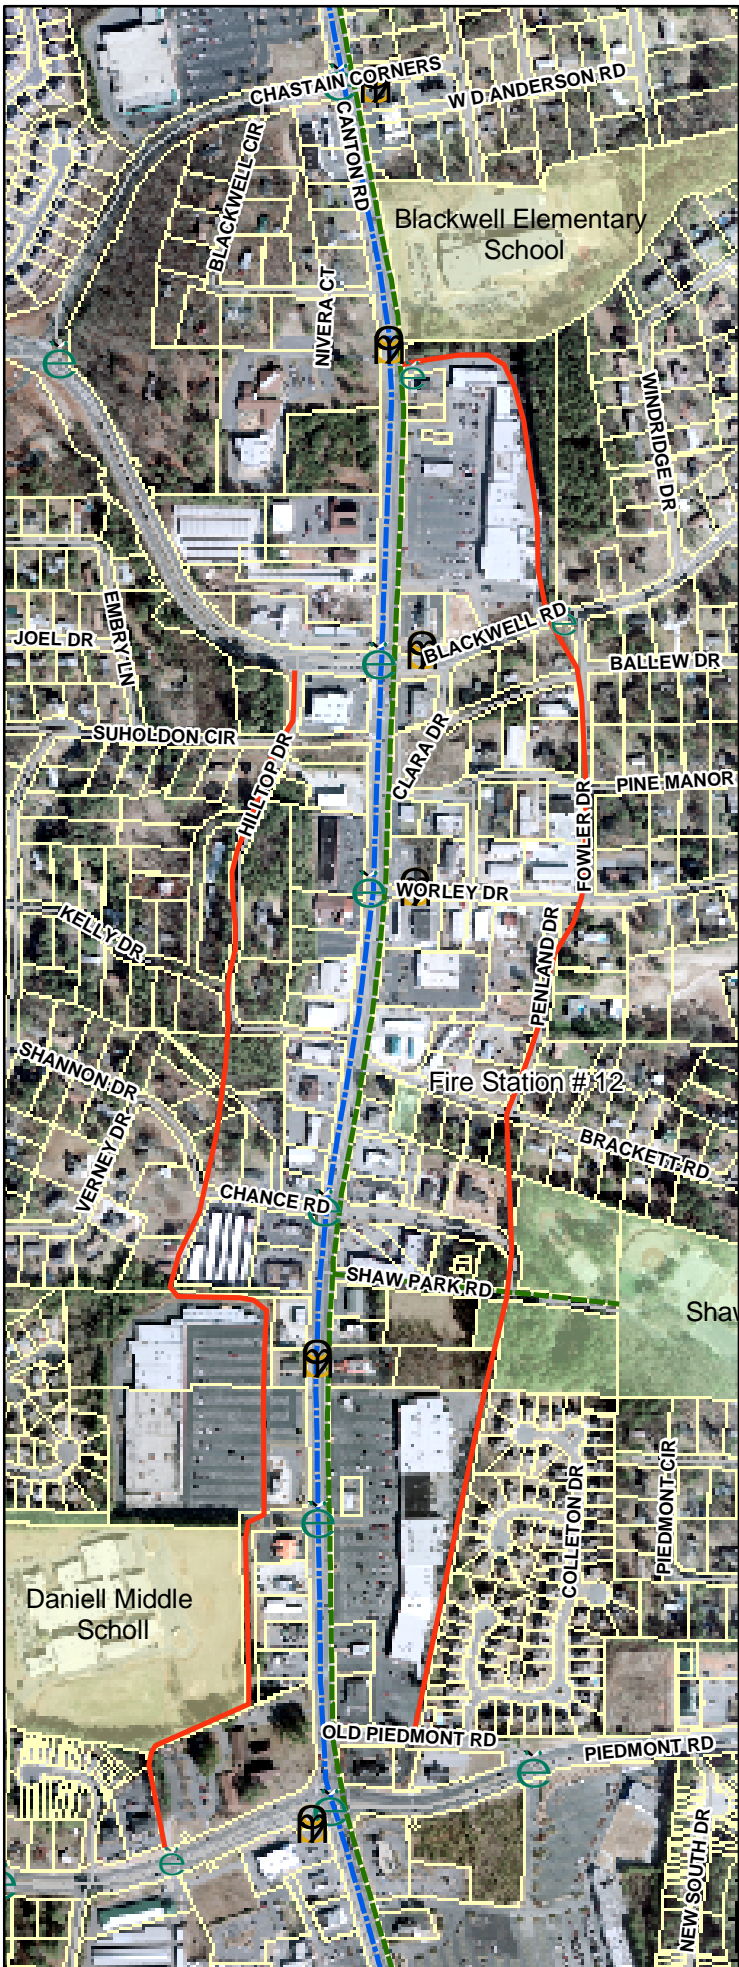 CHASTAIN CORNERS
W D ANDERSON RD
CANTON RD
BLACKWELL CIR
Blackwell Elementary
School
NIVERA CT
WINDRIDGE DR
EMBRY LN
BLACKWELL RD
JOEL DR
BALLEW DR
SUHOLDON CIR
CLARA DR
HILLTOP DR
PINE MANOR
FOWLER DR
WORLEY DR
KELLY DR
PENLAND DR
SHANNON DR
Fire Station # 12
VERNEY DR
BRACKETT RD
CHANCE RD
SHAW PARK RD
Shaw
COLLETON DR
PIEDMONT CIR
Daniell Middle
Scholl
OLD PIEDMONT RD
PIEDMONT RD
NEW SOUTH DR